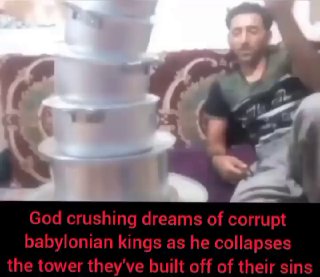 God crushing dreams of corrupt
babylonian kings as he collapses
the tower they've built off of their sins